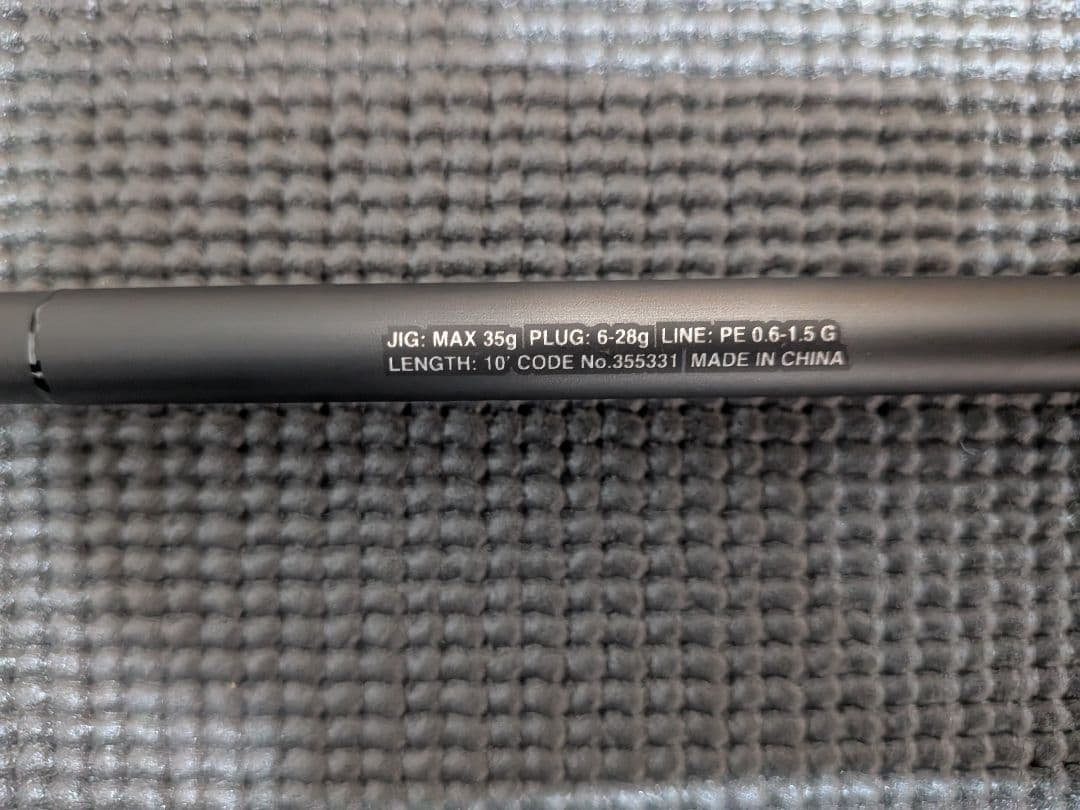 JIG: MAX 35g | PLUG: 6-28g | LINE: PE 0.6-1.5 G
LENGTH: 10' CODE No.355331 | MADE IN CHINA